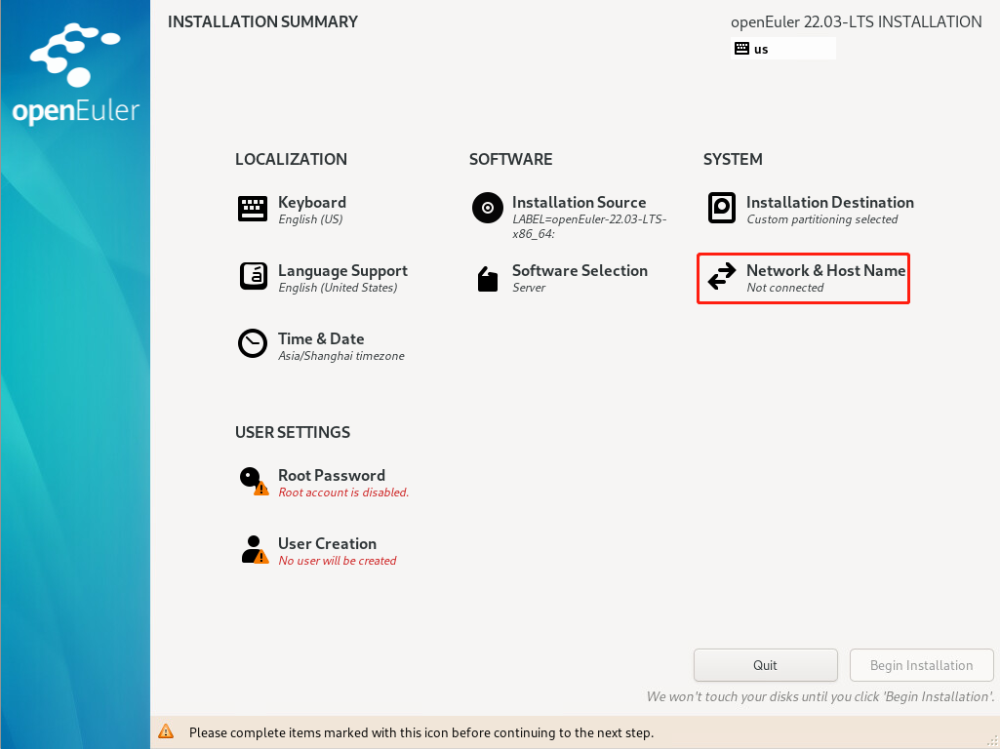 openEuler
INSTALLATION SUMMARY
openEuler 22.03-LTS INSTALLATION
us
LOCALIZATION
Keyboard
English (US)
Language Support
English (United States)
Time & Date
Asia/Shanghai timezone
SOFTWARE
Installation Source
LABEL=openEuler-22.03-LTS-
x86_64:
Software Selection
Server
SYSTEM
Installation Destination
Custom partitioning selected
Network & Host Name
Not connected
USER SETTINGS
Root Password
Root account is disabled.
User Creation
No user will be created
Quit
Begin Installation
We won't touch your disks until you click 'Begin Installation'.
Please complete items marked with this icon before continuing to the next step.